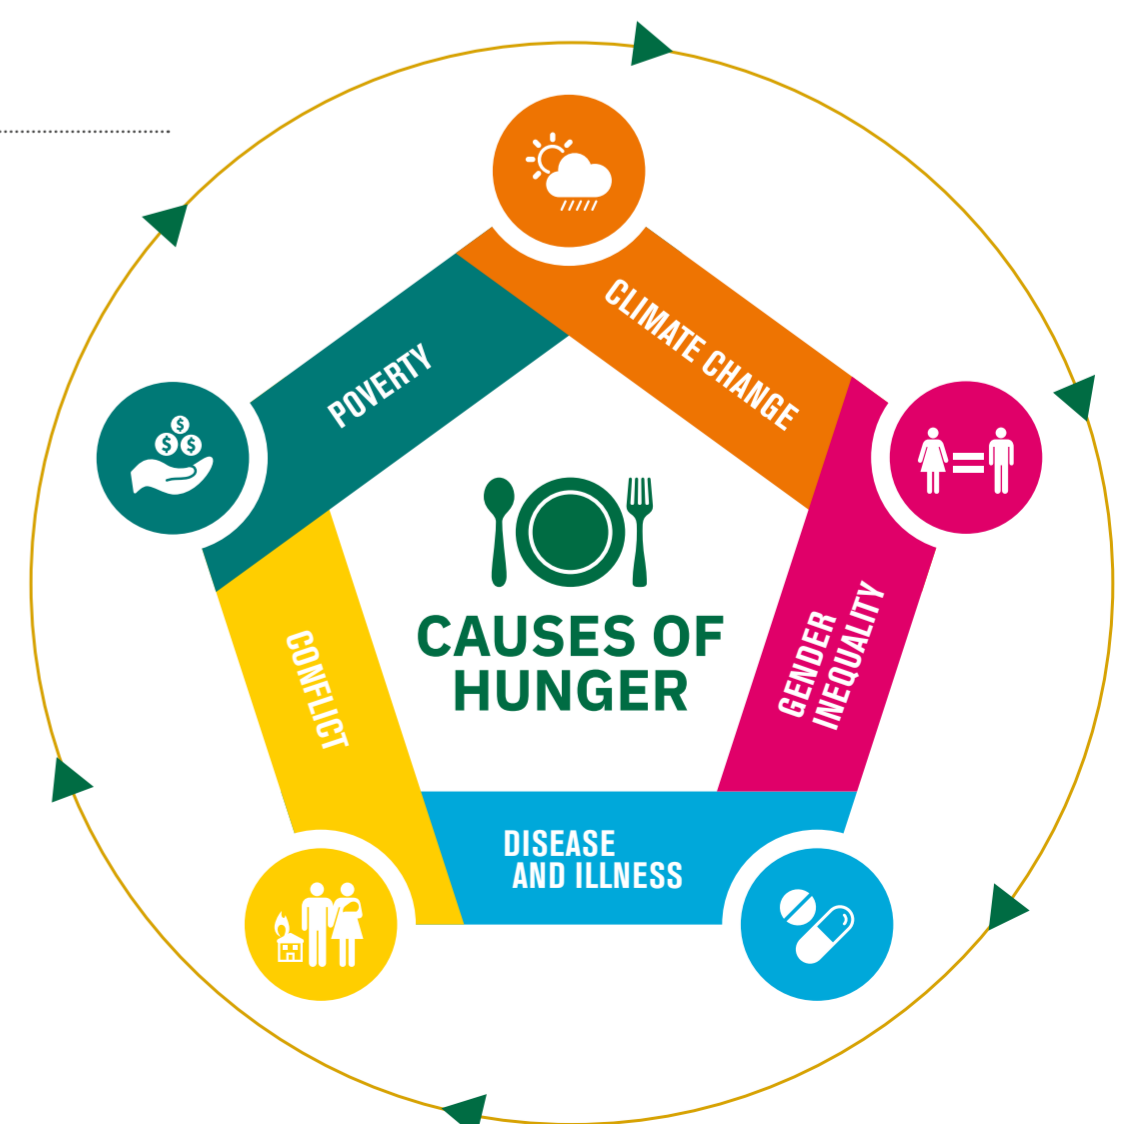 CLIMATE CHANGE
POVERTY
$
$ $
CAUSES OF
HUNGER
GENDER
INEQUALITY
CONFLICT
DISEASE
AND ILLNESS